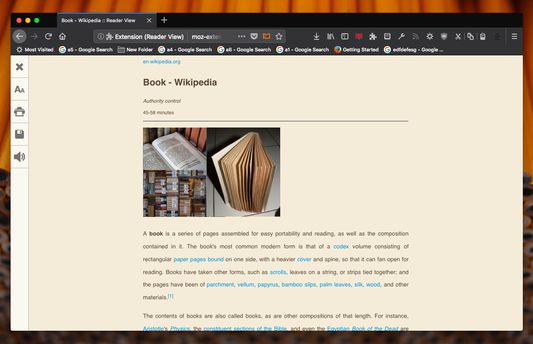 Book - Wikipedia :: Reader View
Extension (Reader View)
moz-exten
Most Visited
a5 - Google Search
New Folder
a4 - Google Search
a6 - Google Search
a1 - Google Search
Getting Started
edfdefesg - Google Se...
en.wikipedia.org
Book - Wikipedia
Authority control
45-58 minutes
A book is a series of pages assembled for easy portability and reading, as well as the composition
contained in it. The book's most common modern form is that of a codex volume consisting of
rectangular paper pages bound on one side, with a heavier cover and spine, so that it can fan open for
reading. Books have taken other forms, such as scrolls, leaves on a string, or strips tied together; and
the pages have been of parchment, vellum, papyrus, bamboo slips, palm leaves, silk, wood, and other
materials.[1]
The contents of books are also called books, as are other compositions of that length. For instance,
Aristotle's Physics, the constituent sections of the Bible, and even the Egyptian Book of the Dead are